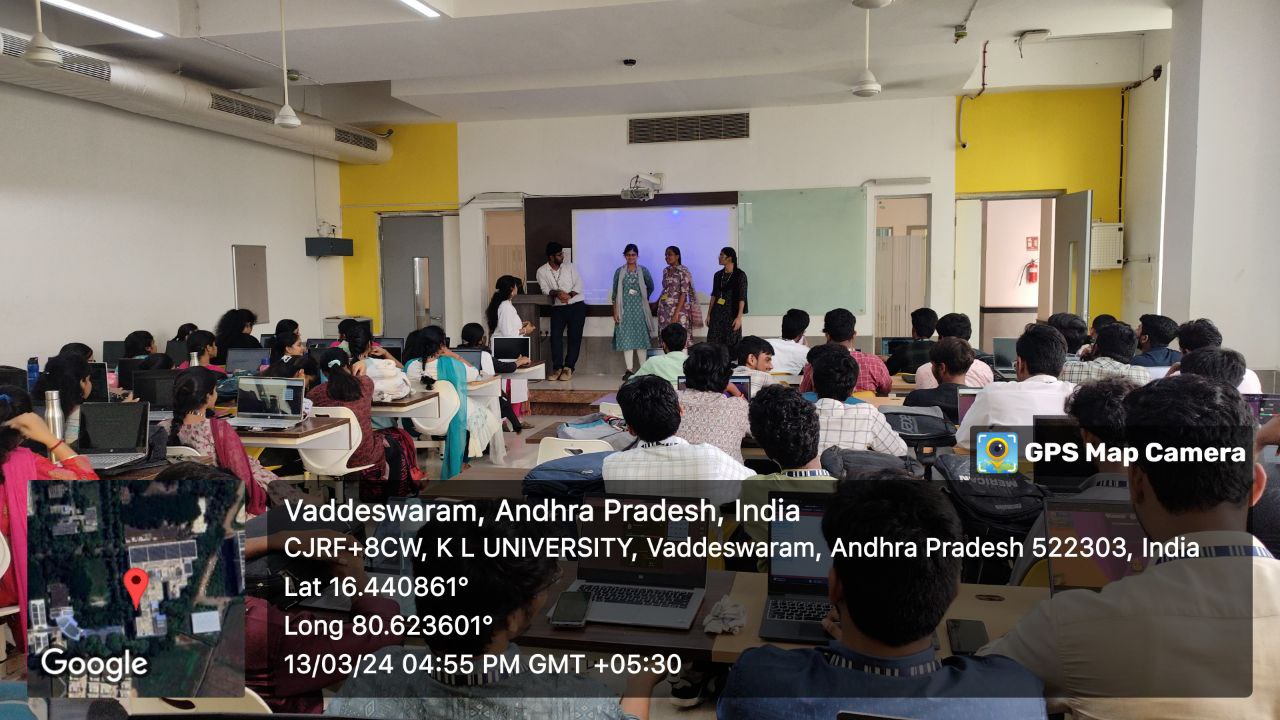 GPS Map Camera
Vaddeswaram, Andhra Pradesh, India
CJRF+8CW, K L UNIVERSITY, Vaddeswaram, Andhra Pradesh 522303, India
Lat 16.440861°
Long 80.623601°
13/03/24 04:55 PM GMT +05:30
Google